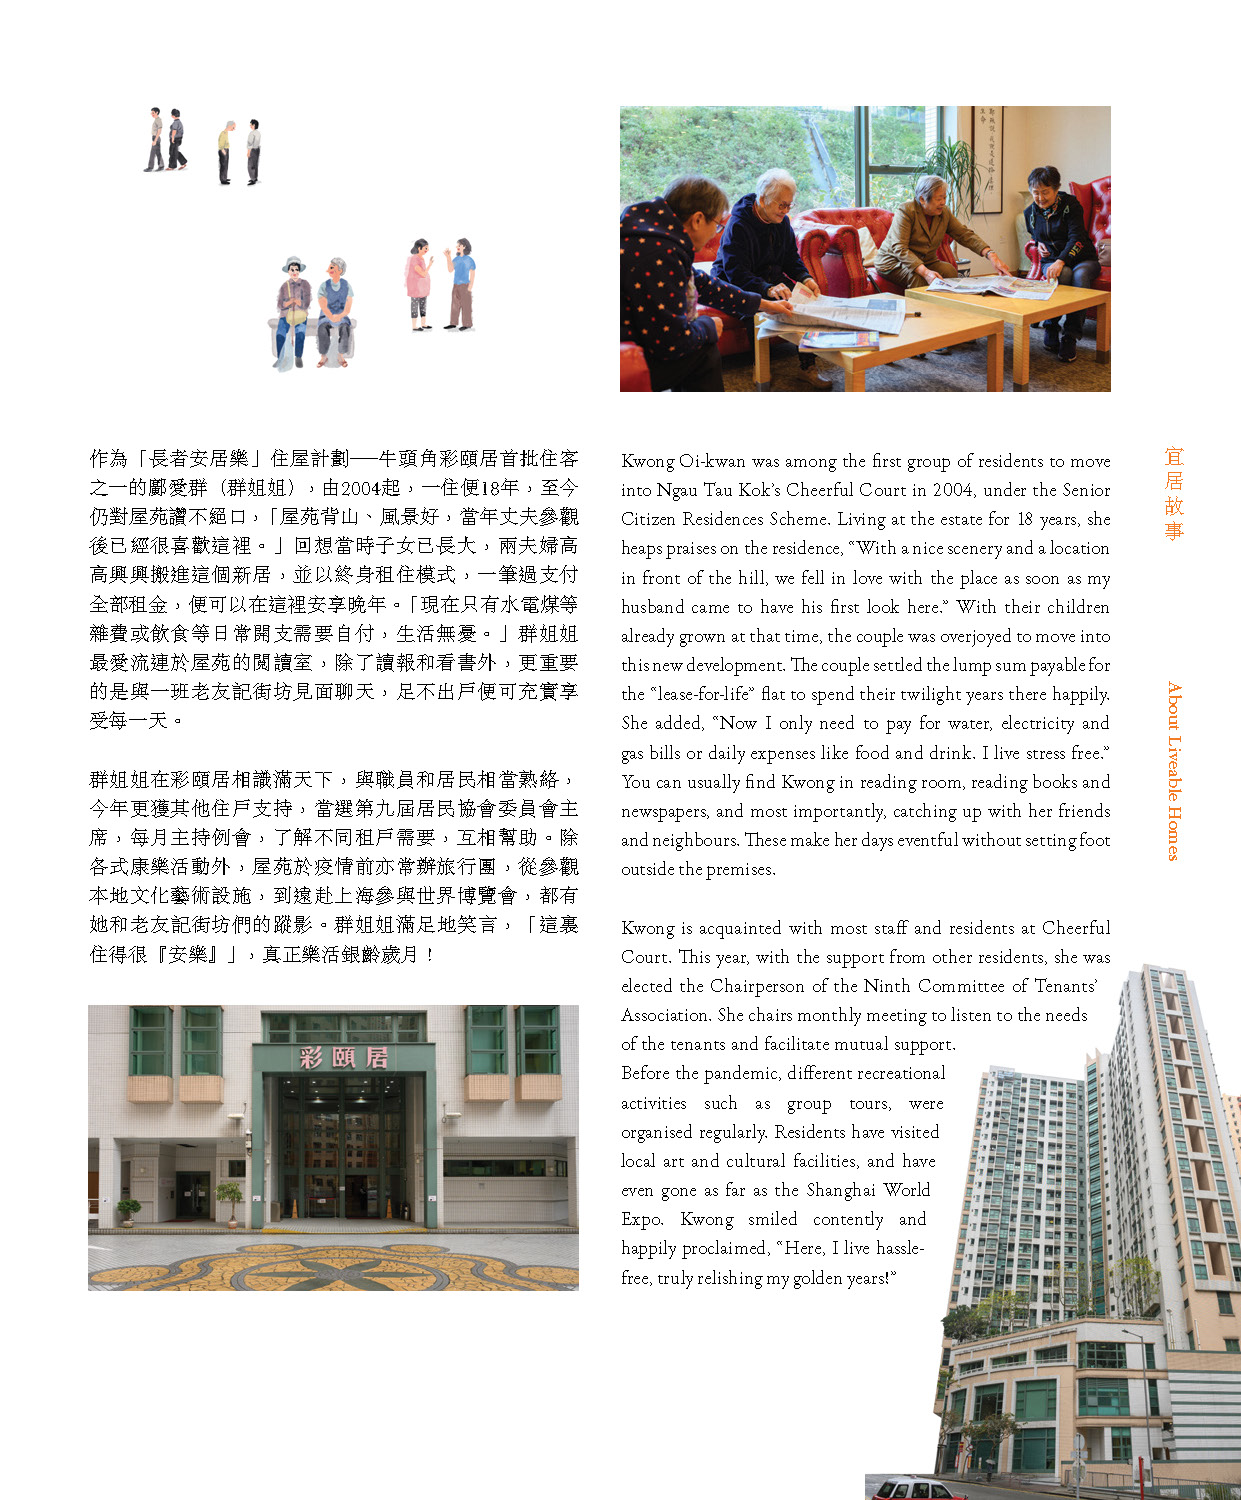 作為「長者安居樂」住屋計劃──牛頭角彩頤居首批住客
之一的鄺愛群（群姐姐），由2004起，一住便18年，至今
仍對屋苑讚不絕口，「屋苑背山、風景好，當年丈夫參觀
後已經很喜歡這裡。」回想當時子女已長大，兩夫婦高
高興興搬進這個新居，並以終身租住模式，一筆過支付
全部租金，便可以在這裡安享晚年。「現在只有水電煤等
雜費或飲食等日常開支需要自付，生活無憂。」群姐姐
最愛流連於屋苑的閱讀室，除了讀報和看書外，更重要
的是與一班老友記街坊見面聊天，足不出戶便可充實享
受每一天。
群姐姐在彩頤居相識滿天下，與職員和居民相當熟絡，
今年更獲其他住戶支持，當選第九屆居民協會委員會主
席，每月主持例會，了解不同租戶需要，互相幫助。除
各式康樂活動外，屋苑於疫情前亦常辦旅行團，從參觀
本地文化藝術設施，到遠赴上海參與世界博覽會，都有
她和老友記街坊們的蹤影。群姐姐滿足地笑言，「這裏
住得很『安樂』」，真正樂活銀齡歲月！
彩頤居
Kwong Oi-kwan was among the first group of residents to move
into Ngau Tau Kok’s Cheerful Court in 2004, under the Senior
Citizen Residences Scheme. Living at the estate for 18 years, she
heaps praises on the residence, “With a nice scenery and a location
in front of the hill, we fell in love with the place as soon as my
husband came to have his first look here.” With their children
already grown at that time, the couple was overjoyed to move into
this new development. The couple settled the lump sum payable for
the “lease-for-life” flat to spend their twilight years there happily.
She added, “Now I only need to pay for water, electricity and
gas bills or daily expenses like food and drink. I live stress free.”
You can usually find Kwong in reading room, reading books and
newspapers, and most importantly, catching up with her friends
and neighbours. These make her days eventful without setting foot
outside the premises.
Kwong is acquainted with most staff and residents at Cheerful
Court. This year, with the support from other residents, she was
elected the Chairperson of the Ninth Committee of Tenants’
Association. She chairs monthly meeting to listen to the needs
of the tenants and facilitate mutual support.
Before the pandemic, different recreational
activities such as group tours, were
organised regularly. Residents have visited
local art and cultural facilities, and have
even gone as far as the Shanghai World
Expo. Kwong smiled contently and
happily proclaimed, “Here, I live hassle-
free, truly relishing my golden years!”
宜居故事
About Liveable Homes